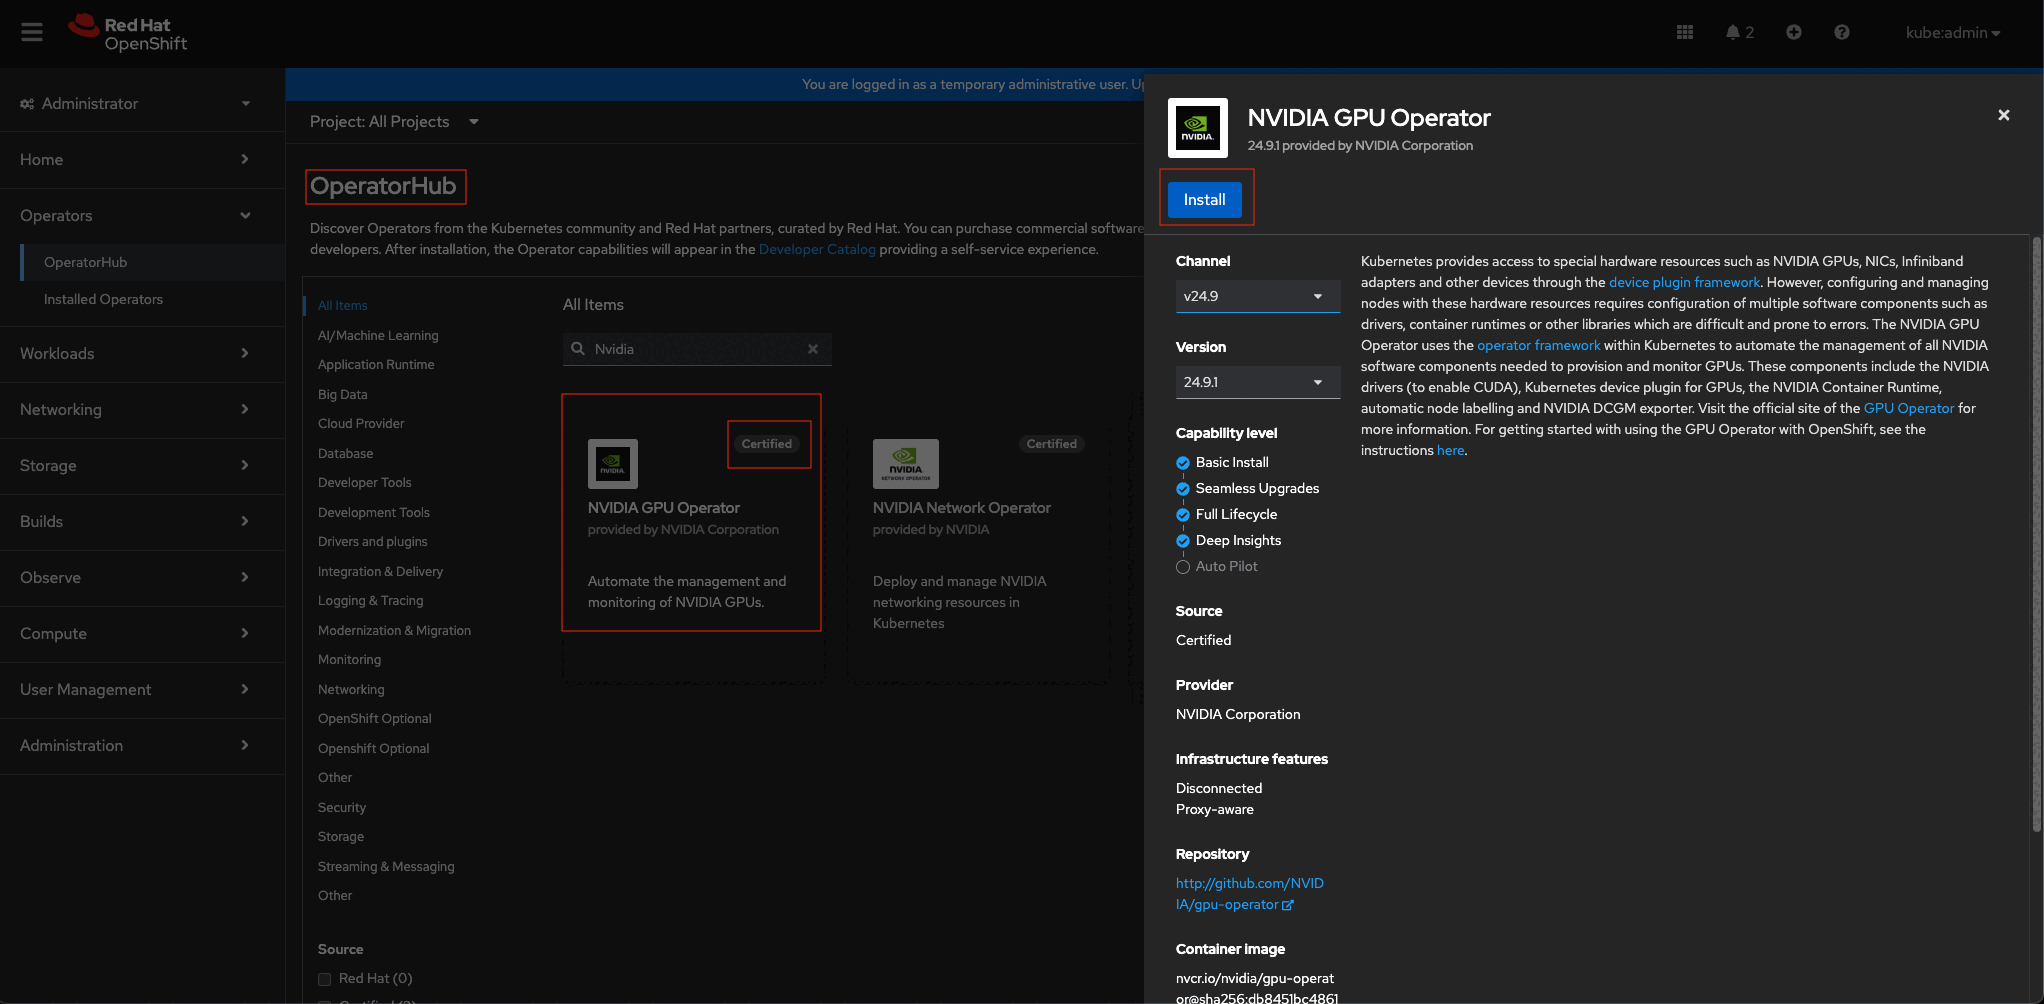 Red Hat
OpenShift
2
kube:admin
You are logged in as a temporary administrative user.
Administrator
Home
Operators
OperatorHub
Installed Operators
Workloads
Networking
Storage
Builds
Observe
Compute
User Management
Administration
Project: All Projects
OperatorHub
Discover Operators from the Kubernetes community and Red Hat partners, curated by Red Hat. You can purchase commercial software
developers. After installation, the Operator capabilities will appear in the Developer Catalog providing a self-service experience.
All Items
AI/Machine Learning
Application Runtime
Big Data
Cloud Provider
Database
Developer Tools
Development Tools
Drivers and plugins
Integration & Delivery
Logging & Tracing
Modernization & Migration
Monitoring
Networking
OpenShift Optional
Openshift Optional
Other
Security
Storage
Streaming & Messaging
Other
Source
Red Hat (0)
All Items
Nvidia
Certified
NVIDIA.
NVIDIA GPU Operator
provided by NVIDIA Corporation
Automate the management and
monitoring of NVIDIA GPUs.
Certified
NVIDIA.
NETWORK OPERATOR
NVIDIA Network Operator
provided by NVIDIA
Deploy and manage NVIDIA
networking resources in
Kubernetes
NVIDIA.
NVIDIA GPU Operator
24.9.1 provided by NVIDIA Corporation
Install
Channel
v24.9
Version
24.9.1
Capability level
Basic Install
Seamless Upgrades
Full Lifecycle
Deep Insights
Auto Pilot
Source
Certified
Provider
NVIDIA Corporation
Infrastructure features
Disconnected
Proxy-aware
Repository
http://github.com/NVID
IA/gpu-operator
Container image
nvcr.io/nvidia/gpu-operat
or@sha256:db8451bc4861
Kubernetes provides access to special hardware resources such as NVIDIA GPUs, NICs, Infiniband
adapters and other devices through the device plugin framework. However, configuring and managing
nodes with these hardware resources requires configuration of multiple software components such as
drivers, container runtimes or other libraries which are difficult and prone to errors. The NVIDIA GPU
Operator uses the operator framework within Kubernetes to automate the management of all NVIDIA
software components needed to provision and monitor GPUs. These components include the NVIDIA
drivers (to enable CUDA), Kubernetes device plugin for GPUs, the NVIDIA Container Runtime,
automatic node labelling and NVIDIA DCGM exporter. Visit the official site of the GPU Operator for
more information. For getting started with using the GPU Operator with OpenShift, see the
instructions here.